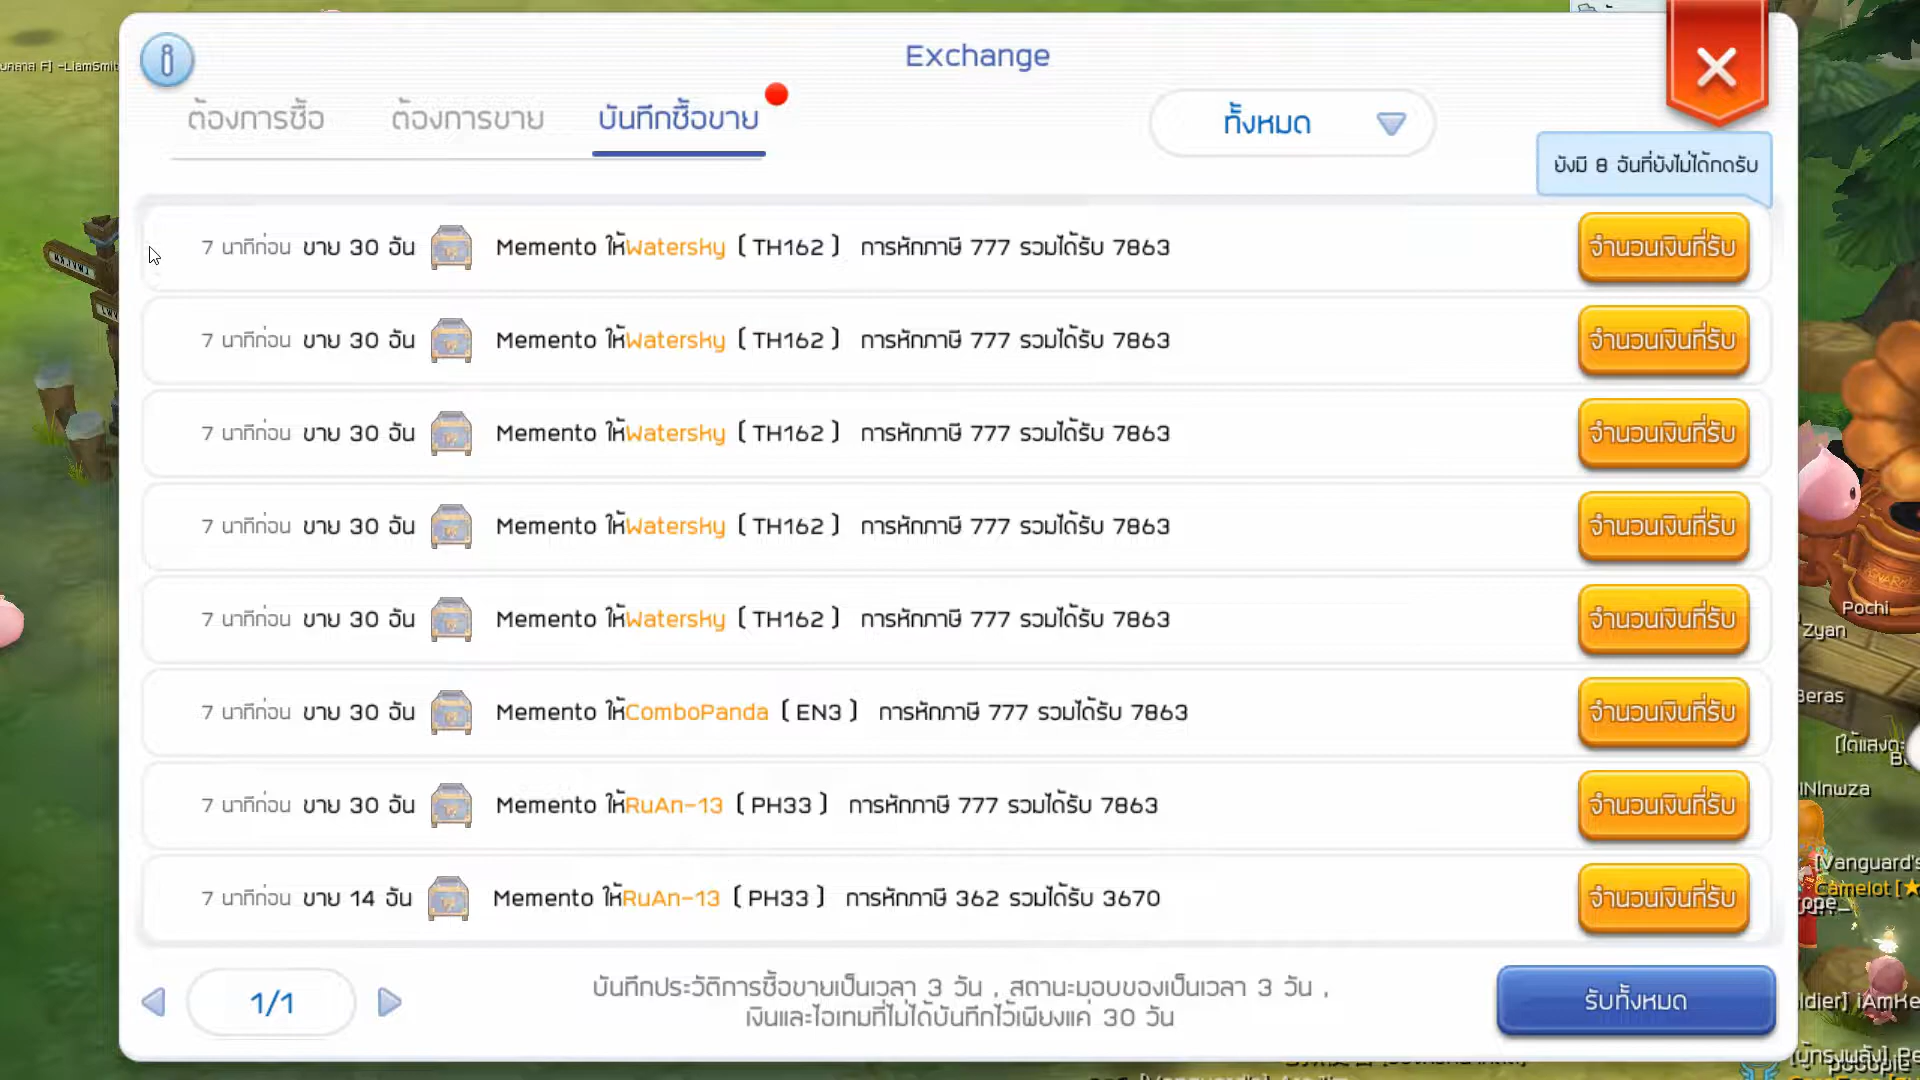 Exchange
ต้องการซื้อ ต้องการขาย บันทึกซื้อขาย ทั้งหมด
ยังมี 8 อันที่ยังไม่ได้กดรับ
7 นาทีก่อน ขาย 30 อัน Memento ให้Watersky (TH162) การหักภาษี 777 รวมได้รับ 7863 จำนวนเงินที่รับ
7 นาทีก่อน ขาย 30 อัน Memento ให้Watersky (TH162) การหักภาษี 777 รวมได้รับ 7863 จำนวนเงินที่รับ
7 นาทีก่อน ขาย 30 อัน Memento ให้Watersky (TH162) การหักภาษี 777 รวมได้รับ 7863 จำนวนเงินที่รับ
7 นาทีก่อน ขาย 30 อัน Memento ให้Watersky (TH162) การหักภาษี 777 รวมได้รับ 7863 จำนวนเงินที่รับ
7 นาทีก่อน ขาย 30 อัน Memento ให้Watersky (TH162) การหักภาษี 777 รวมได้รับ 7863 จำนวนเงินที่รับ
7 นาทีก่อน ขาย 30 อัน Memento ให้ComboPanda (EN3) การหักภาษี 777 รวมได้รับ 7863 จำนวนเงินที่รับ
7 นาทีก่อน ขาย 30 อัน Memento ให้RuAn-13 (PH33) การหักภาษี 777 รวมได้รับ 7863 จำนวนเงินที่รับ
7 นาทีก่อน ขาย 14 อัน Memento ให้RuAn-13 (PH33) การหักภาษี 362 รวมได้รับ 3670 จำนวนเงินที่รับ
1/1
บันทึกประวัติการซื้อขายเป็นเวลา 3 วัน , สถานะมอบของเป็นเวลา 3 วัน ,
เงินและไอเทมที่ไม่ได้บันทึกไว้เพียงแค่ 30 วัน
รับทั้งหมด
-LiamSmit
Pochi
Zyan
Beras
[Vanguard's
Camelot [★
iAmKe